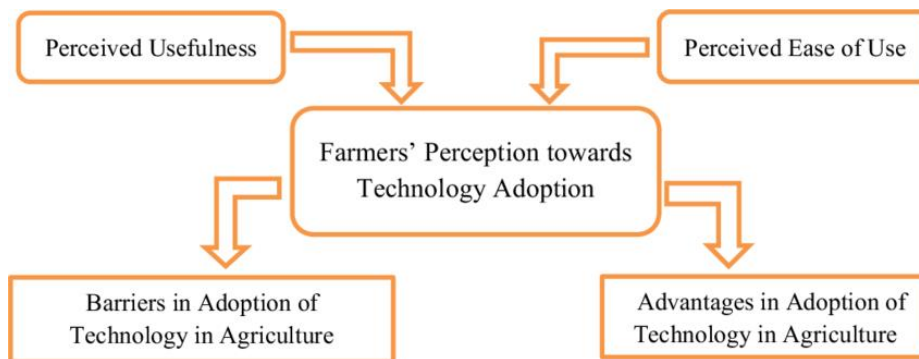 Perceived Usefulness
Perceived Ease of Use
Farmers’ Perception towards
Technology Adoption
Barriers in Adoption of
Technology in Agriculture
Advantages in Adoption of
Technology in Agriculture